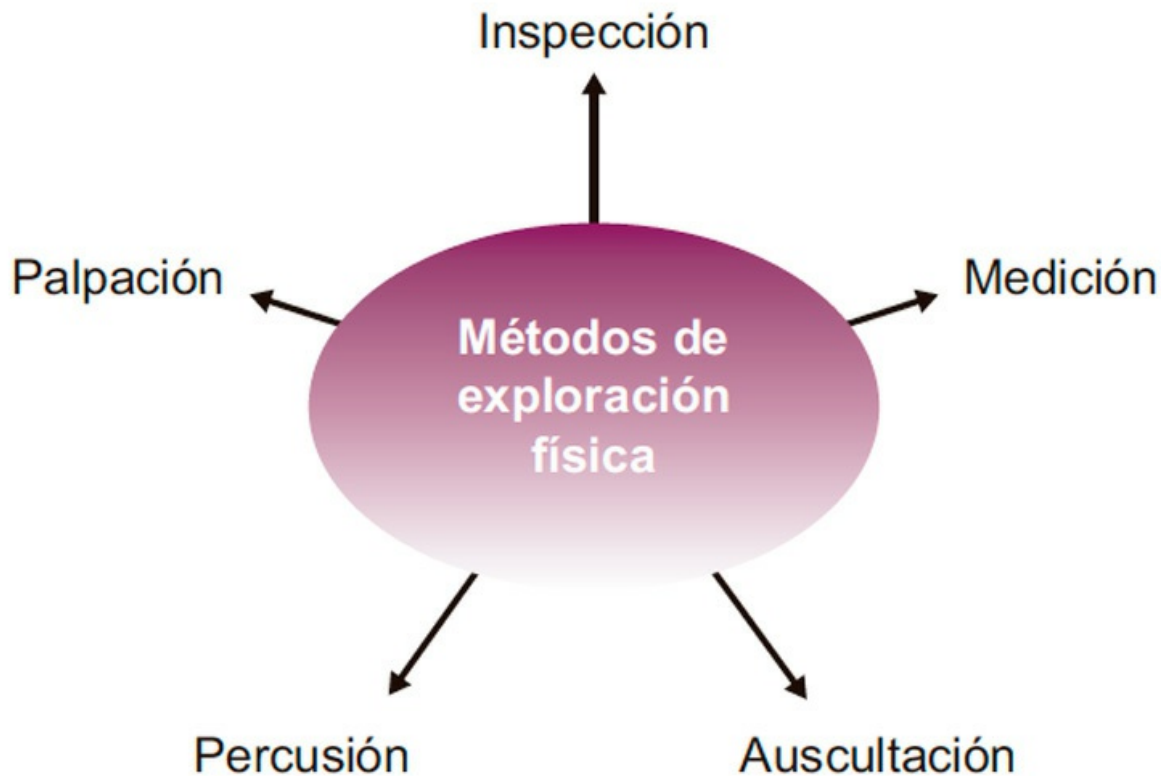 Inspección
Palpación
Medición
Métodos de
exploración
física
Percusión
Auscultación